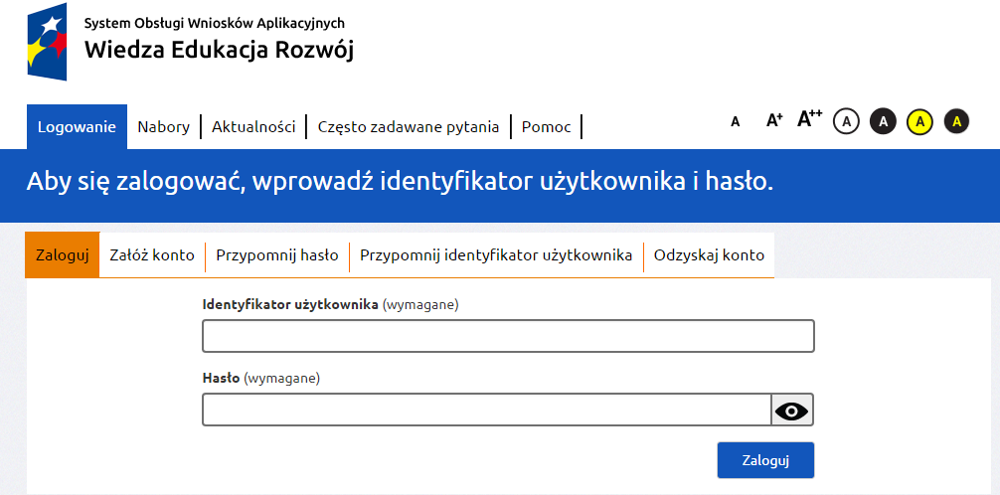 System Obsługi Wniosków Aplikacyjnych
Wiedza Edukacja Rozwój
Logowanie Nabory Aktualności Często zadawane pytania Pomoc A A+ A++ A A A A
Aby się zalogować, wprowadź identyfikator użytkownika i hasło.
Zaloguj Załóż konto Przypomnij hasło Przypomnij identyfikator użytkownika Odzyskaj konto
Identyfikator użytkownika (wymagane)
Hasło (wymagane)
Zaloguj